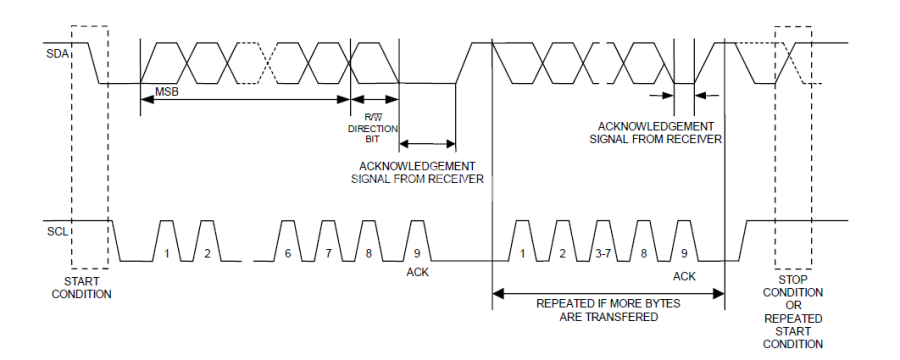 SDA
MSB
R/W̅
DIRECTION
BIT
ACKNOWLEDGEMENT
SIGNAL FROM RECEIVER
ACKNOWLEDGEMENT
SIGNAL FROM RECEIVER
SCL
1
2
6
7
8
9
ACK
1
2
3-7
8
9
ACK
START
CONDITION
REPEATED IF MORE BYTES
ARE TRANSFERED
STOP
CONDITION
OR
REPEATED
START
CONDITION